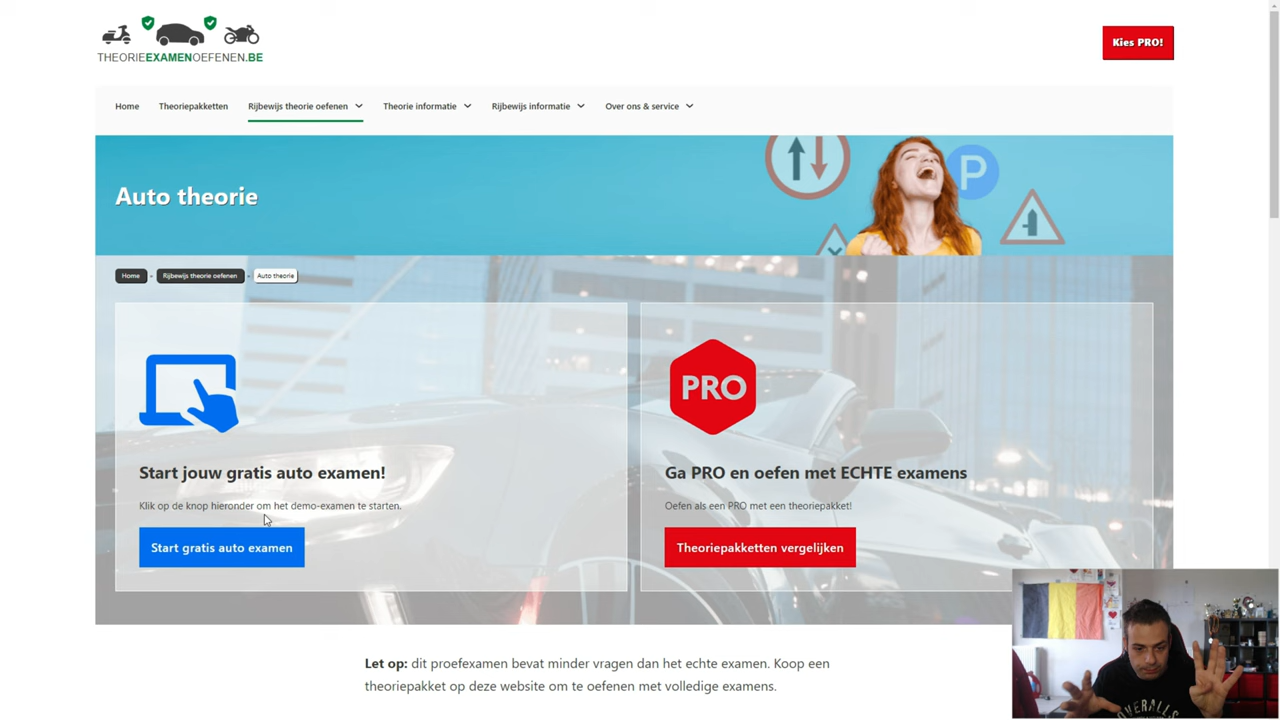 THEORIEEXAMENOEFENEN.BE
Kies PRO!
Home Theoriepakketten Rijbewijs theorie oefenen Theorie informatie Rijbewijs informatie Over ons & service
P
Auto theorie
Home Rijbewijs theorie oefenen Auto theorie
PRO
Start jouw gratis auto examen!
Klik op de knop hieronder om het demo-examen te starten.
Start gratis auto examen
Ga PRO en oefen met ECHTE examens
Oefen als een PRO met een theoriepakket!
Theoriepakketten vergelijken
Let op: dit proefexamen bevat minder vragen dan het echte examen. Koop een
theoriepakket op deze website om te oefenen met volledige examens.
OVERALLS